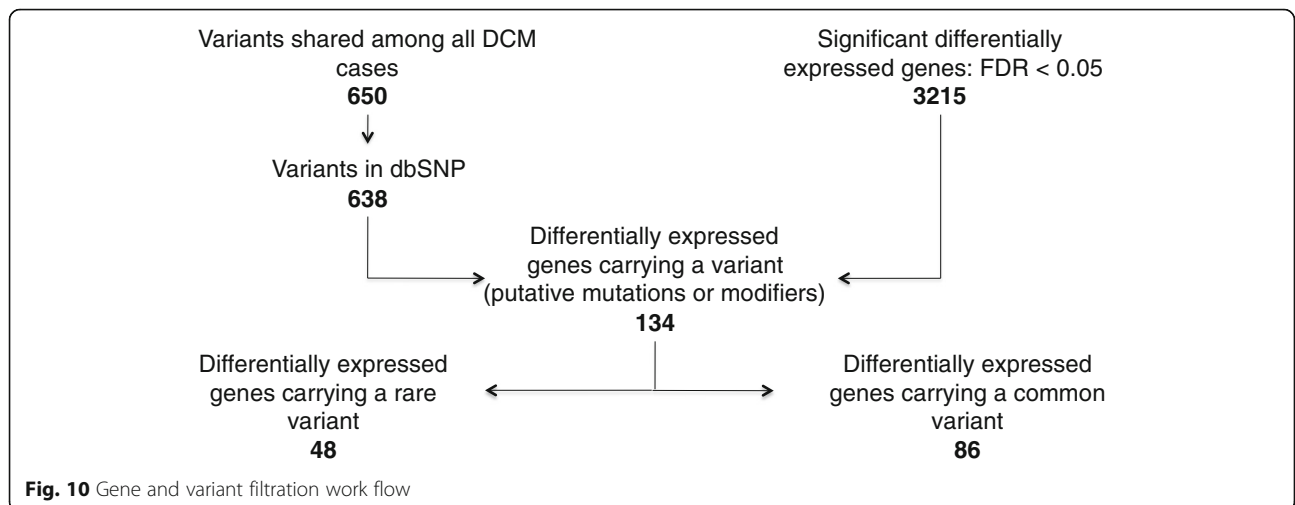 Variants shared among all DCM
cases
650
Significant differentially
expressed genes: FDR < 0.05
3215
Variants in dbSNP
638
Differentially expressed
genes carrying a variant
(putative mutations or modifiers)
134
Differentially expressed
genes carrying a rare
variant
48
Differentially expressed
genes carrying a common
variant
86
Fig. 10 Gene and variant filtration work flow